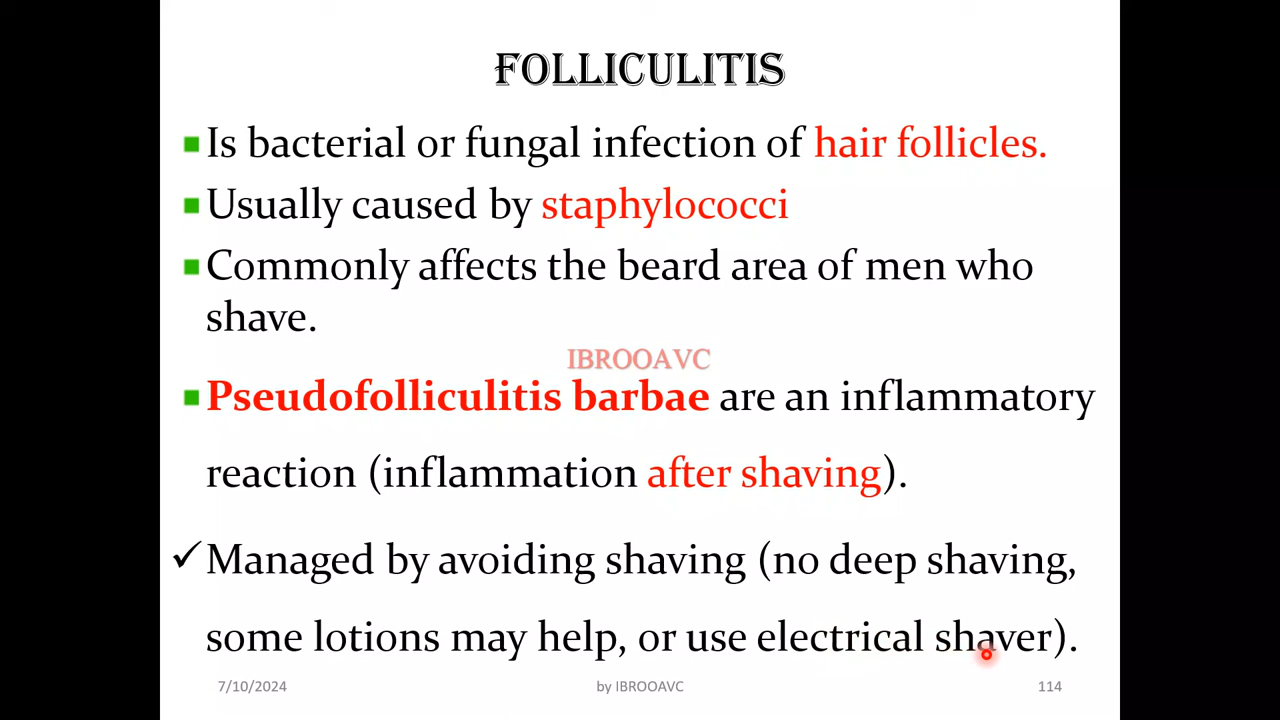 FOLLICULITIS
Is bacterial or fungal infection of hair follicles.
Usually caused by staphylococci
Commonly affects the beard area of men who
shave.
IBROOAVC
Pseudofolliculitis barbae are an inflammatory
reaction (inflammation after shaving).
Managed by avoiding shaving (no deep shaving,
some lotions may help, or use electrical shaver).
7/10/2024 by IBROOAVC 114